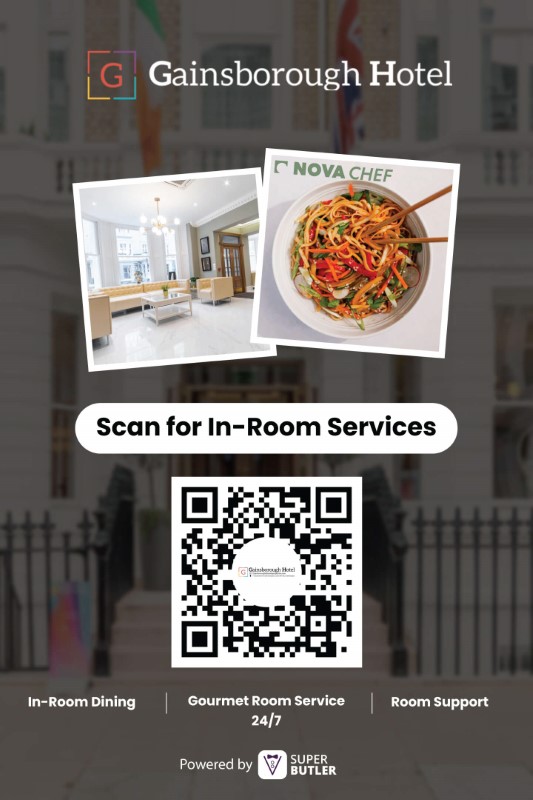 G Gainsborough Hotel
NOVA CHEF
Scan for In-Room Services
G Gainsborough Hotel
In-Room Dining
Gourmet Room Service
24/7
Room Support
Powered by SUPER
BUTLER